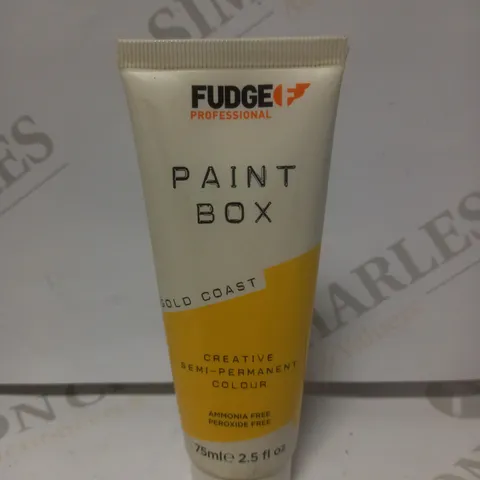 FUDGE
PROFESSIONAL
PAINT
BOX
GOLD COAST
CREATIVE
SEMI-PERMANENT
COLOUR
AMMONIA FREE
PEROXIDE FREE
75ml e 2.5 fl oz